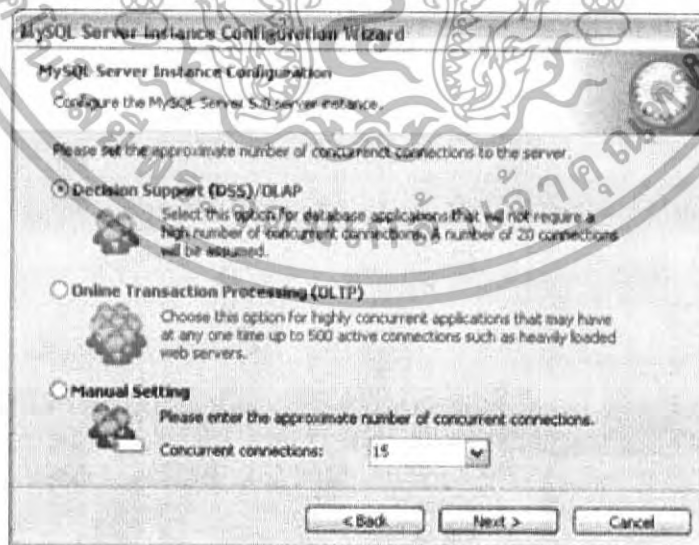 MySQL Server Instance Configuration Wizard
MySQL Server Instance Configuration
Configure the MySQL Server 5.0 server instance.
Please set the approximate number of concurrenct connections to the server.
Decision Support (DSS)/OLAP
Select this option for database applications that will not require a
high number of concurrent connections. A number of 20 connections
will be assumed.
Online Transaction Processing (OLTP)
Choose this option for highly concurrent applications that may have
at any one time up to 500 active connections such as heavily loaded
web servers.
Manual Setting
Please enter the approximate number of concurrent connections.
Concurrent connections: 15
< Back Next > Cancel